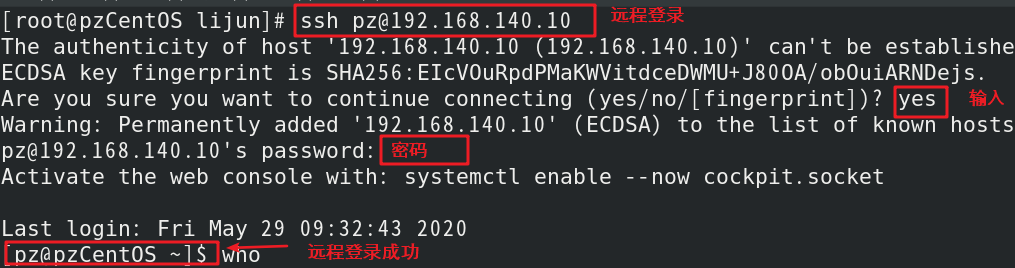 [root@pzCentOS lijun]# ssh pz@192.168.140.10 远程登录
The authenticity of host '192.168.140.10 (192.168.140.10)' can't be establishe
ECDSA key fingerprint is SHA256:EIcVOuRpdPMaKWVitdceDWMU+J80OA/obOuiARNDejs.
Are you sure you want to continue connecting (yes/no/[fingerprint])? yes 输入
Warning: Permanently added '192.168.140.10' (ECDSA) to the list of known hosts
pz@192.168.140.10's password: 密码
Activate the web console with: systemctl enable --now cockpit.socket
Last login: Fri May 29 09:32:43 2020
[pz@pzCentOS ~]$ who 远程登录成功